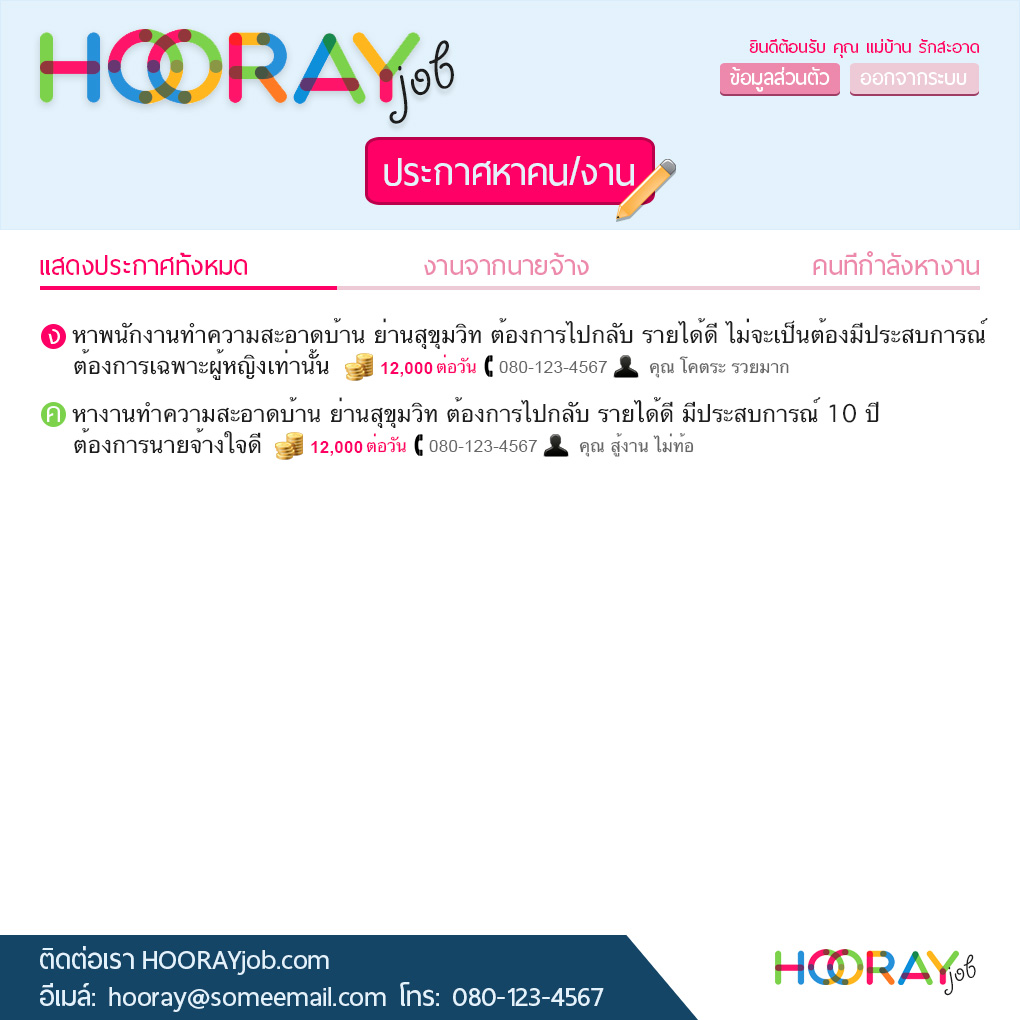 HOORAYjob
ยินดีต้อนรับ คุณ แม่บ้าน รักสะอาด
ข้อมูลส่วนตัว ออกจากระบบ
ประกาศหาคน/งาน
แสดงประกาศทั้งหมด งานจากนายจ้าง คนที่กำลังหางาน
ง หาพนักงานทำความสะอาดบ้าน ย่านสุขุมวิท ต้องการไปกลับ รายได้ดี ไม่จะเป็นต้องมีประสบการณ์
ต้องการเฉพาะผู้หญิงเท่านั้น 12,000 ต่อวัน 080-123-4567 คุณ โคตระ รวยมาก
ค หางานทำความสะอาดบ้าน ย่านสุขุมวิท ต้องการไปกลับ รายได้ดี มีประสบการณ์ 10 ปี
ต้องการนายจ้างใจดี 12,000 ต่อวัน 080-123-4567 คุณ สู้งาน ไม่ท้อ
ติดต่อเรา HOORAYjob.com
อีเมล์: hooray@someemail.com โทร: 080-123-4567
HOORAYjob